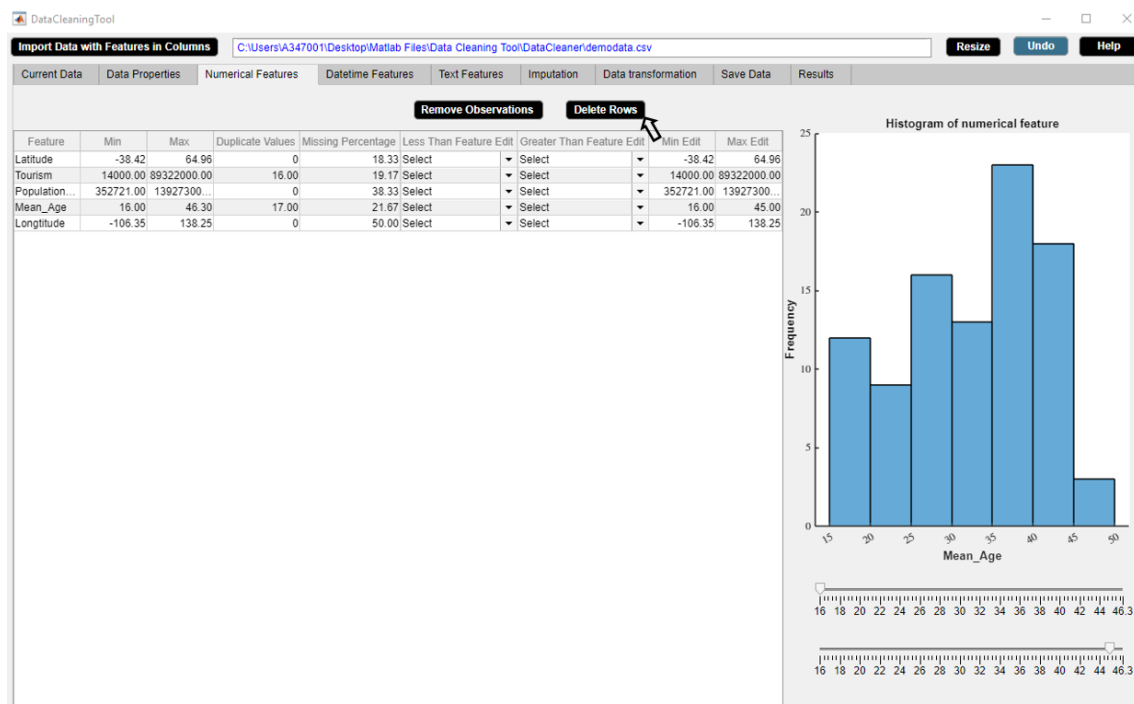 DataCleaningTool
Import Data with Features in Columns C:\Users\A347001\Desktop\Matlab Files\Data Cleaning Tool\DataCleaner\demodata.csv Resize Undo Help
Current Data Data Properties Numerical Features Datetime Features Text Features Imputation Data transformation Save Data Results
Remove Observations Delete Rows
Feature Min Max Duplicate Values Missing Percentage Less Than Feature Edit Greater Than Feature Edit Min Edit Max Edit
Latitude -38.42 64.96 0 18.33 Select Select -38.42 64.96
Tourism 14000.00 89322000.00 16.00 19.17 Select Select 14000.00 89322000.00
Population... 352721.00 13927300... 0 38.33 Select Select 352721.00 13927300...
Mean_Age 16.00 46.30 17.00 21.67 Select Select 16.00 45.00
Longtitude -106.35 138.25 0 50.00 Select Select -106.35 138.25
Histogram of numerical feature
25
20
15
10
5
0
Frequency
15 20 25 30 35 40 45 50
Mean_Age
16 18 20 22 24 26 28 30 32 34 36 38 40 42 44 46.3
16 18 20 22 24 26 28 30 32 34 36 38 40 42 44 46.3